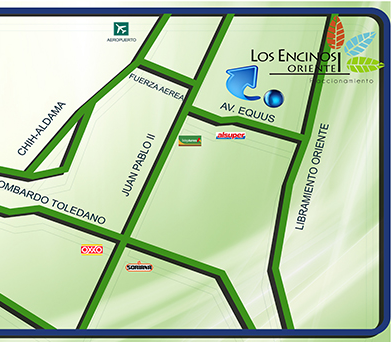 LOS ENCINOS
ORIENTE
Fraccionamiento
AEROPUERTO
FUERZA AEREA
AV. EQUUS
CHIH-ALDAMA
JUAN PABLO II
LIBRAMIENTO ORIENTE
alsuper
OMBARDO TOLEDANO
OXXO
SORIANA